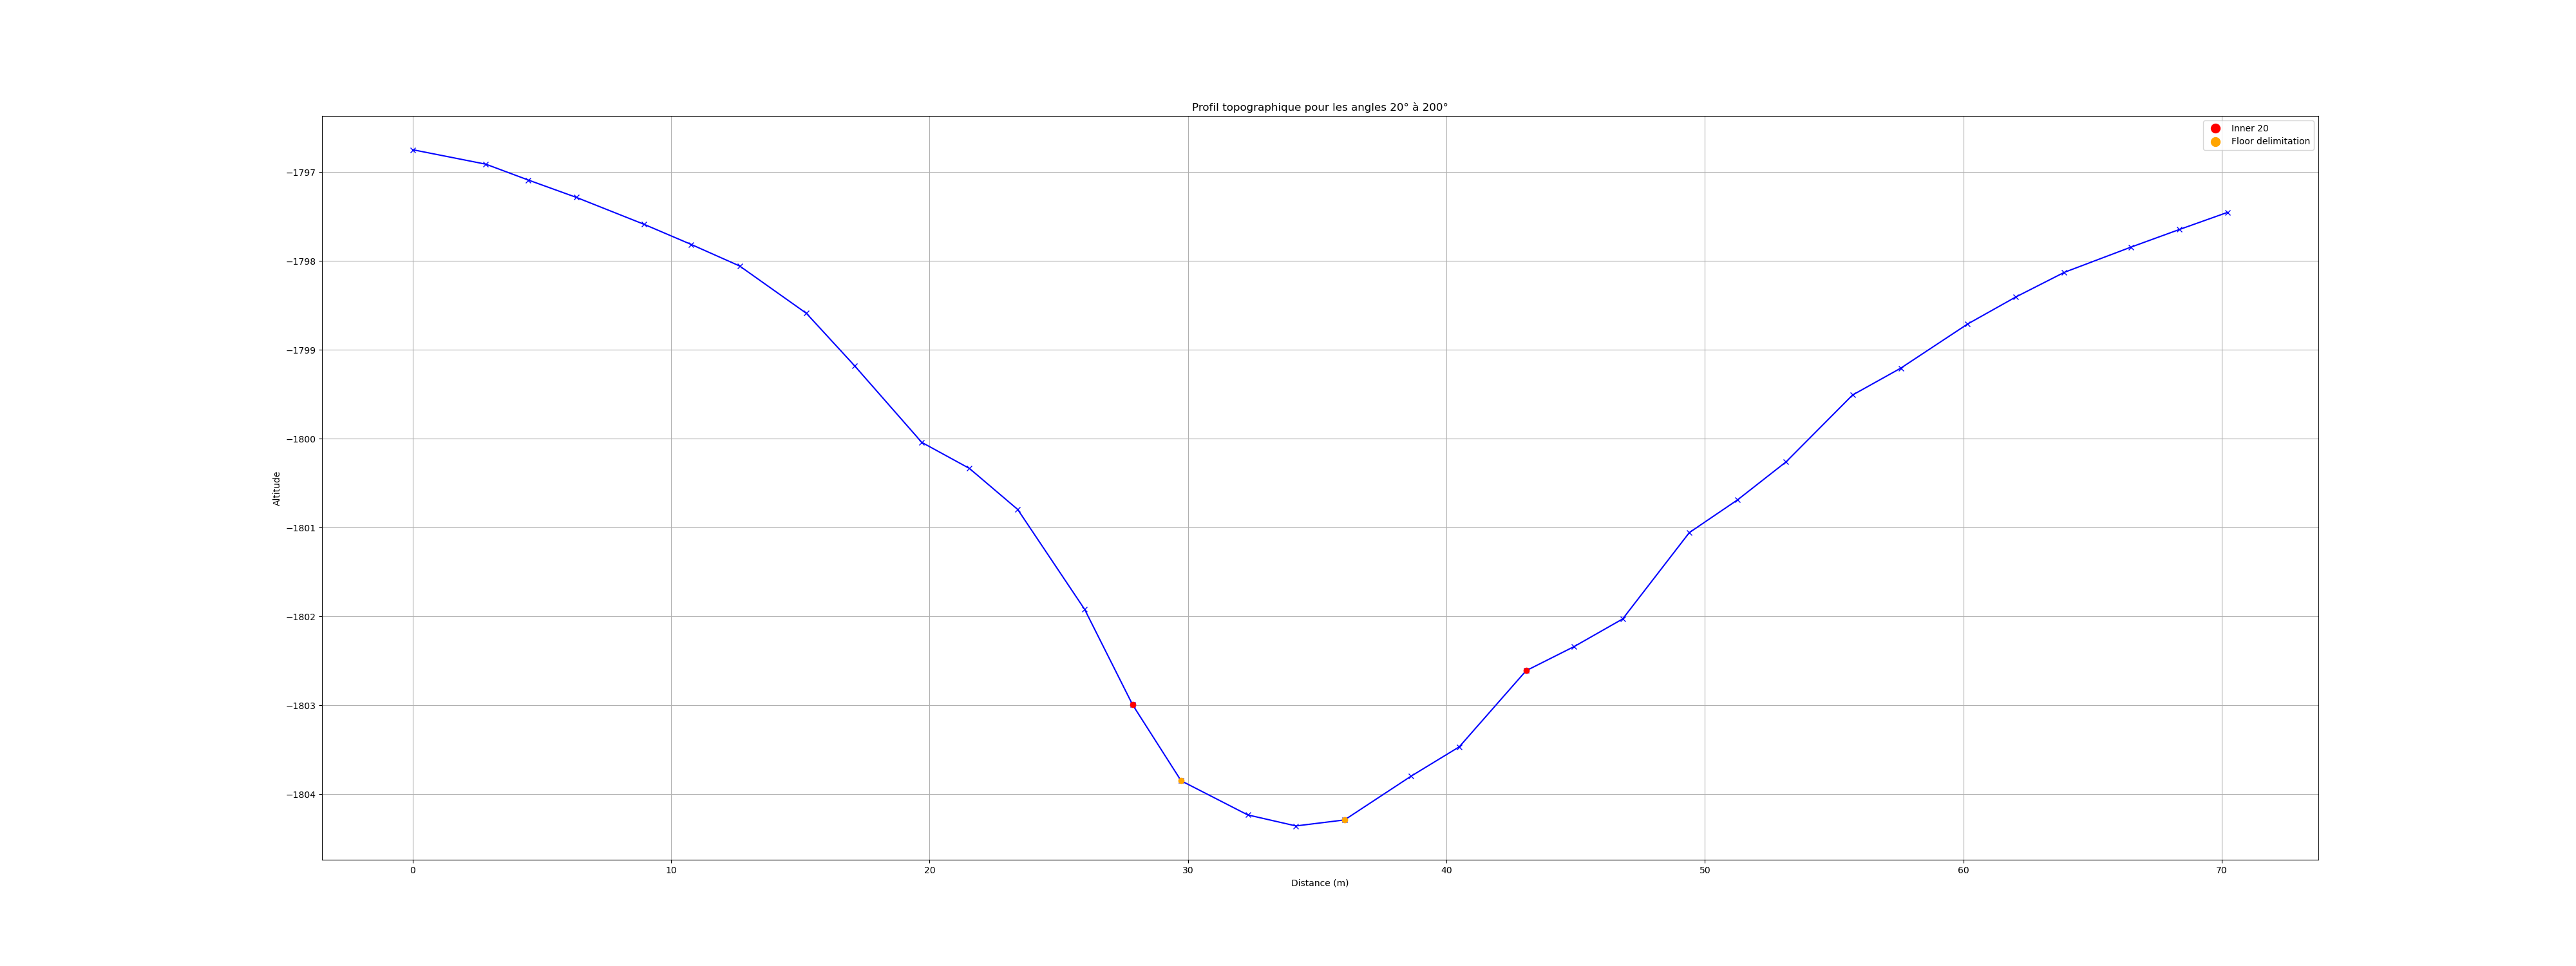 Profil topographique pour les angles 20° à 200°
Inner 20
Floor delimitation
−1797
−1798
−1799
−1800
−1801
−1802
−1803
−1804
Altitude
0 10 20 30 40 50 60 70
Distance (m)